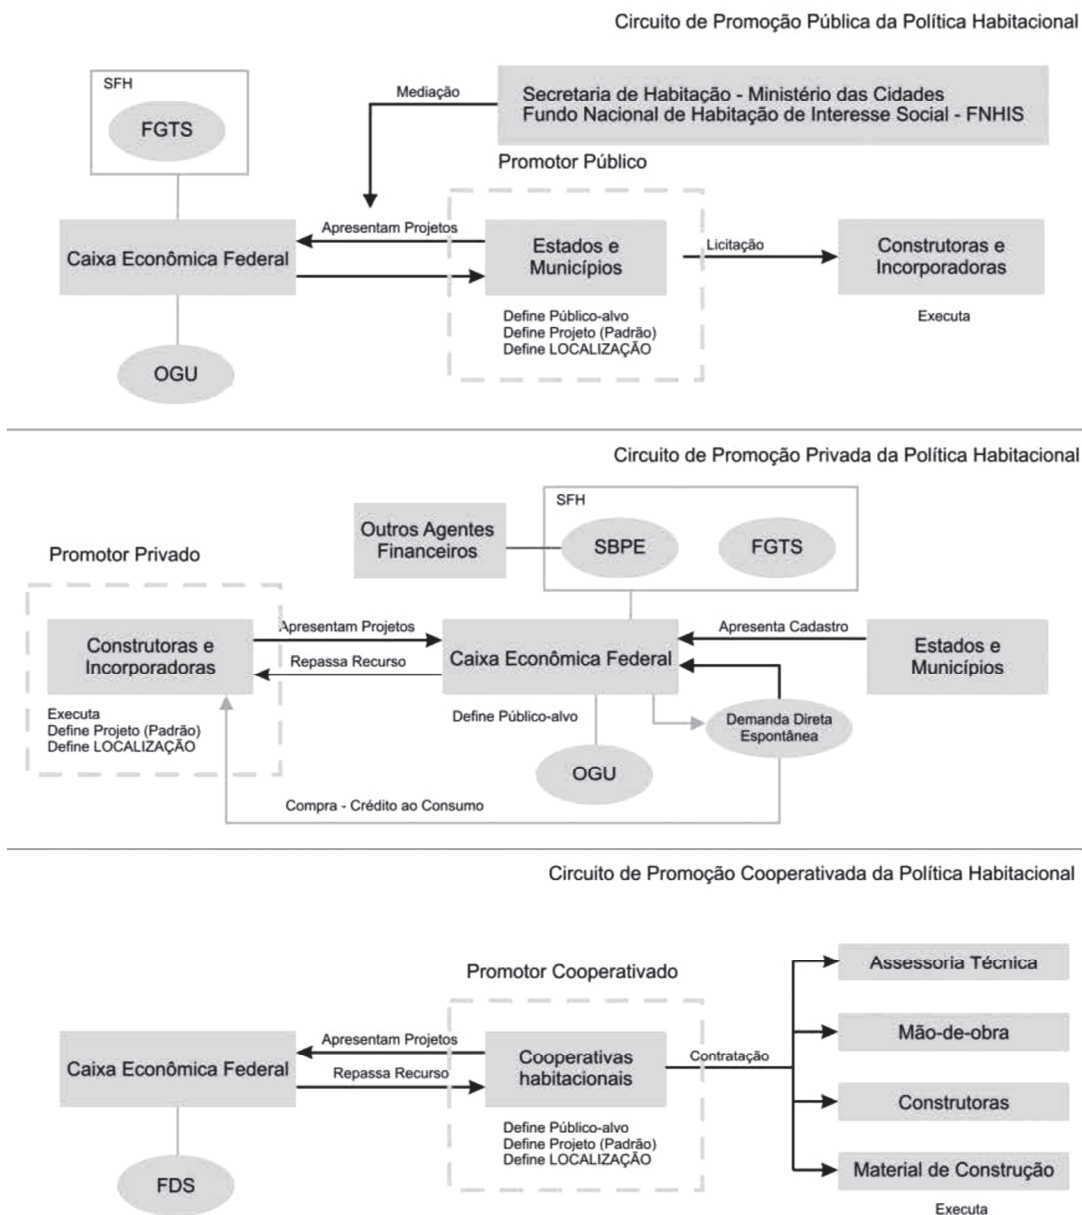 Circuito de Promoção Pública da Política Habitacional
SFH
FGTS
Mediação
Secretaria de Habitação - Ministério das Cidades
Fundo Nacional de Habitação de Interesse Social - FNHIS
Promotor Público
Caixa Econômica Federal
Apresentam Projetos
Estados e
Municípios
Licitação
Construtoras e
Incorporadoras
Define Público-alvo
Define Projeto (Padrão)
Define LOCALIZAÇÃO
Executa
OGU
Circuito de Promoção Privada da Política Habitacional
SFH
Outros Agentes
Financeiros
SBPE
FGTS
Promotor Privado
Construtoras e
Incorporadoras
Apresentam Projetos
Repassa Recurso
Caixa Econômica Federal
Apresenta Cadastro
Estados e
Municípios
Executa
Define Projeto (Padrão)
Define LOCALIZAÇÃO
Define Público-alvo
Demanda Direta
Espontânea
OGU
Compra - Crédito ao Consumo
Circuito de Promoção Cooperativada da Política Habitacional
Promotor Cooperativado
Caixa Econômica Federal
Apresentam Projetos
Repassa Recurso
Cooperativas
habitacionais
Contratação
Assessoria Técnica
Mão-de-obra
Construtoras
Material de Construção
Define Público-alvo
Define Projeto (Padrão)
Define LOCALIZAÇÃO
FDS
Executa